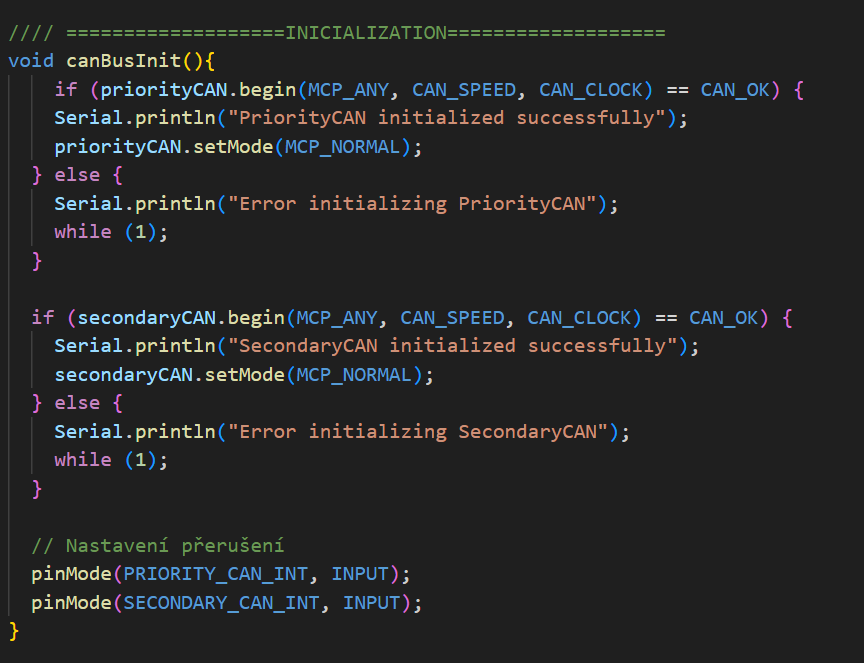 //// ===================INICIALIZATION===================
void canBusInit(){
    if (priorityCAN.begin(MCP_ANY, CAN_SPEED, CAN_CLOCK) == CAN_OK) {
    Serial.println("PriorityCAN initialized successfully");
    priorityCAN.setMode(MCP_NORMAL);
  } else {
    Serial.println("Error initializing PriorityCAN");
    while (1);
  }

  if (secondaryCAN.begin(MCP_ANY, CAN_SPEED, CAN_CLOCK) == CAN_OK) {
    Serial.println("SecondaryCAN initialized successfully");
    secondaryCAN.setMode(MCP_NORMAL);
  } else {
    Serial.println("Error initializing SecondaryCAN");
    while (1);
  }

  // Nastavení přerušení
  pinMode(PRIORITY_CAN_INT, INPUT);
  pinMode(SECONDARY_CAN_INT, INPUT);
}